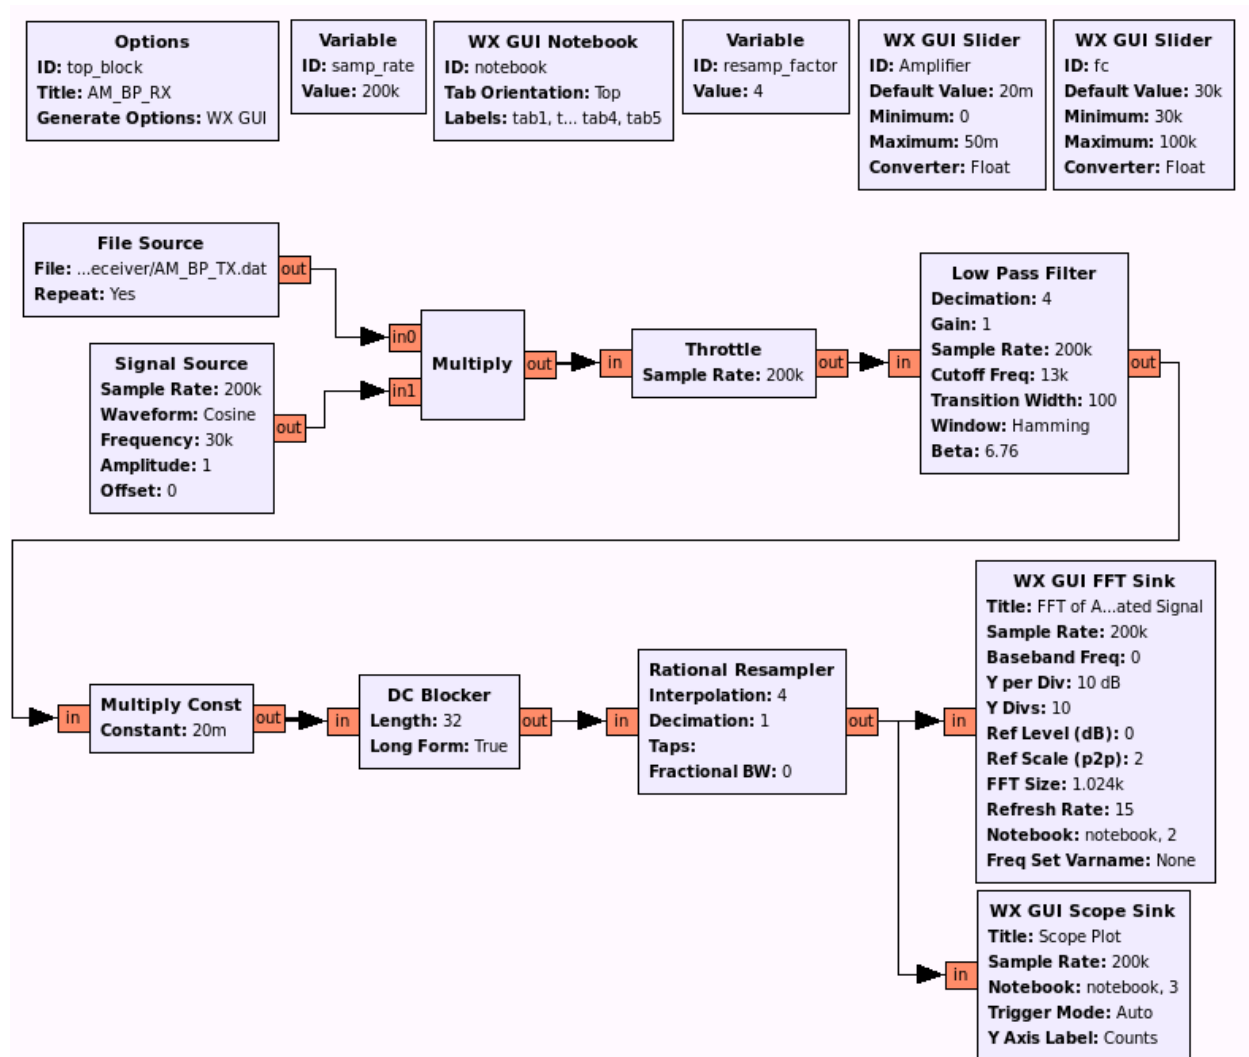 Options
ID: top_block
Title: AM_BP_RX
Generate Options: WX GUI
Variable
ID: samp_rate
Value: 200k
WX GUI Notebook
ID: notebook
Tab Orientation: Top
Labels: tab1, t... tab4, tab5
Variable
ID: resamp_factor
Value: 4
WX GUI Slider
ID: Amplifier
Default Value: 20m
Minimum: 0
Maximum: 50m
Converter: Float
WX GUI Slider
ID: fc
Default Value: 30k
Minimum: 30k
Maximum: 100k
Converter: Float
File Source
File: ...eceiver/AM_BP_TX.dat
Repeat: Yes
out
Signal Source
Sample Rate: 200k
Waveform: Cosine
Frequency: 30k
Amplitude: 1
Offset: 0
out
in0
in1
Multiply
out
in
Throttle
Sample Rate: 200k
out
in
Low Pass Filter
Decimation: 4
Gain: 1
Sample Rate: 200k
Cutoff Freq: 13k
Transition Width: 100
Window: Hamming
Beta: 6.76
out
in
Multiply Const
Constant: 20m
out
in
DC Blocker
Length: 32
Long Form: True
out
in
Rational Resampler
Interpolation: 4
Decimation: 1
Taps:
Fractional BW: 0
out
in
WX GUI FFT Sink
Title: FFT of A...ated Signal
Sample Rate: 200k
Baseband Freq: 0
Y per Div: 10 dB
Y Divs: 10
Ref Level (dB): 0
Ref Scale (p2p): 2
FFT Size: 1.024k
Refresh Rate: 15
Notebook: notebook, 2
Freq Set Varname: None
in
WX GUI Scope Sink
Title: Scope Plot
Sample Rate: 200k
Notebook: notebook, 3
Trigger Mode: Auto
Y Axis Label: Counts